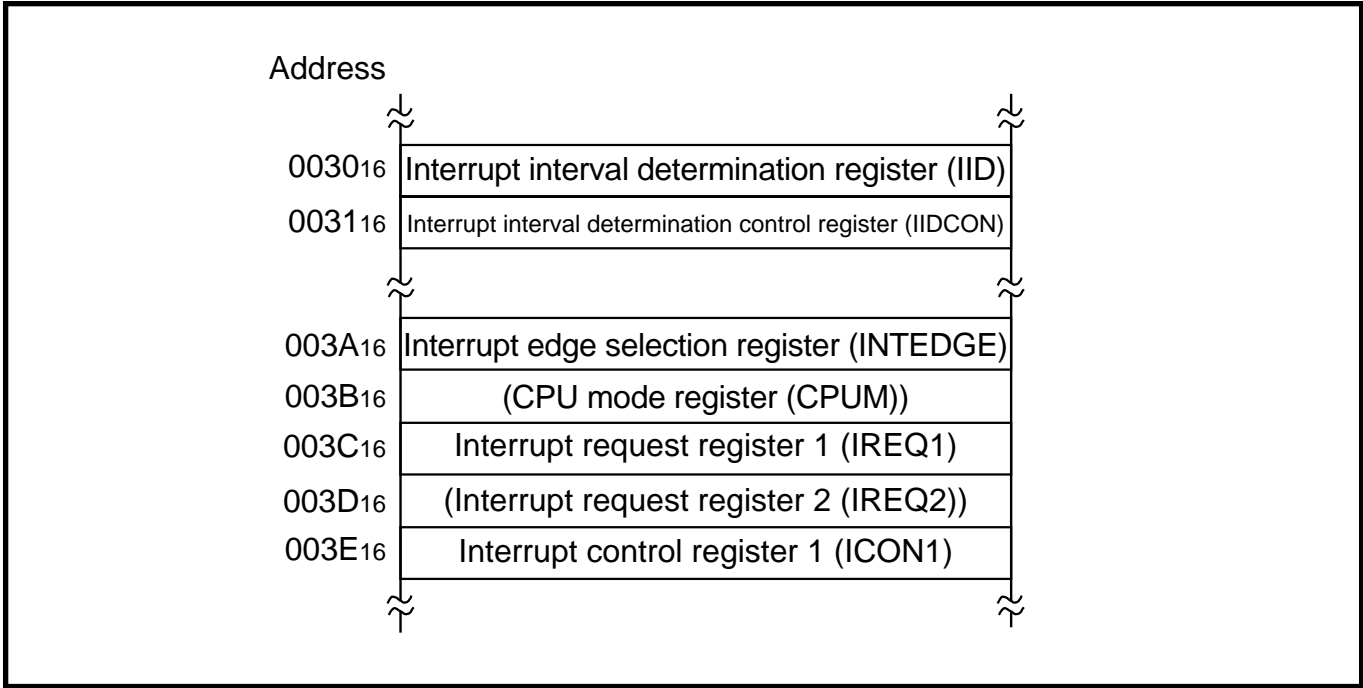 Address
0030₁₆ Interrupt interval determination register (IID)
0031₁₆ Interrupt interval determination control register (IIDCON)
003A₁₆ Interrupt edge selection register (INTEDGE)
003B₁₆ (CPU mode register (CPUM))
003C₁₆ Interrupt request register 1 (IREQ1)
003D₁₆ (Interrupt request register 2 (IREQ2))
003E₁₆ Interrupt control register 1 (ICON1)